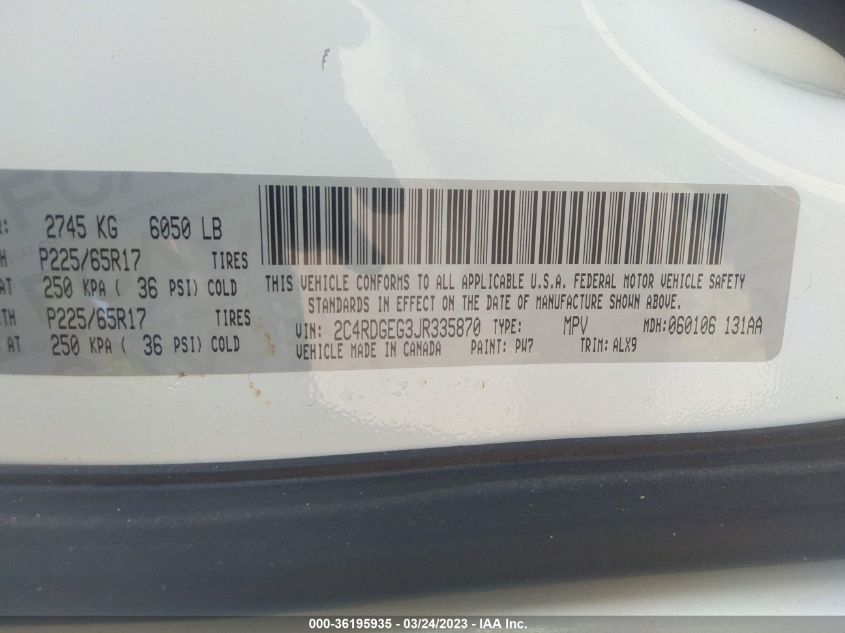 R: 2745 KG 6050 LB
H P225/65R17 TIRES
AT 250 KPA ( 36 PSI) COLD
TH P225/65R17 TIRES
AT 250 KPA ( 36 PSI) COLD
THIS VEHICLE CONFORMS TO ALL APPLICABLE U.S.A. FEDERAL MOTOR VEHICLE SAFETY
STANDARDS IN EFFECT ON THE DATE OF MANUFACTURE SHOWN ABOVE.
VIN: 2C4RDGEG3JR335870 TYPE: MPV MDH:060106 131AA
VEHICLE MADE IN CANADA PAINT: PW7 TRIM: ALX9
000-36195935 - 03/24/2023 - IAA Inc.